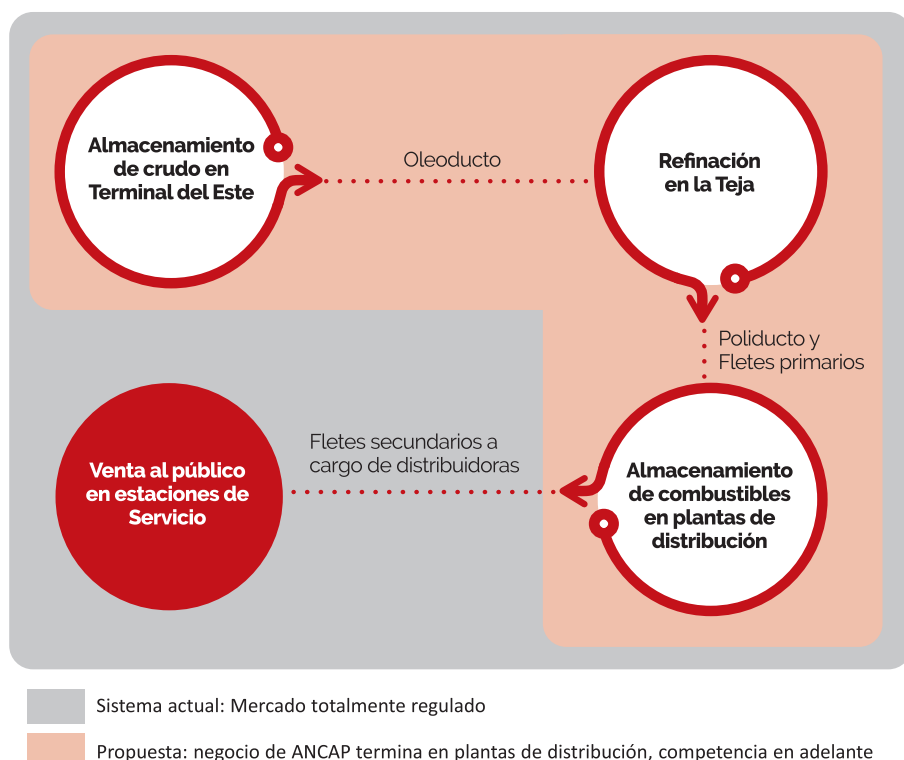 Almacenamiento
de crudo en
Terminal del Este
Oleoducto
Refinación
en la Teja
Poliducto y
Fletes primarios
Almacenamiento
de combustibles
en plantas de
distribución
Fletes secundarios a
cargo de distribuidoras
Venta al público
en estaciones de
Servicio
Sistema actual: Mercado totalmente regulado
Propuesta: negocio de ANCAP termina en plantas de distribución, competencia en adelante